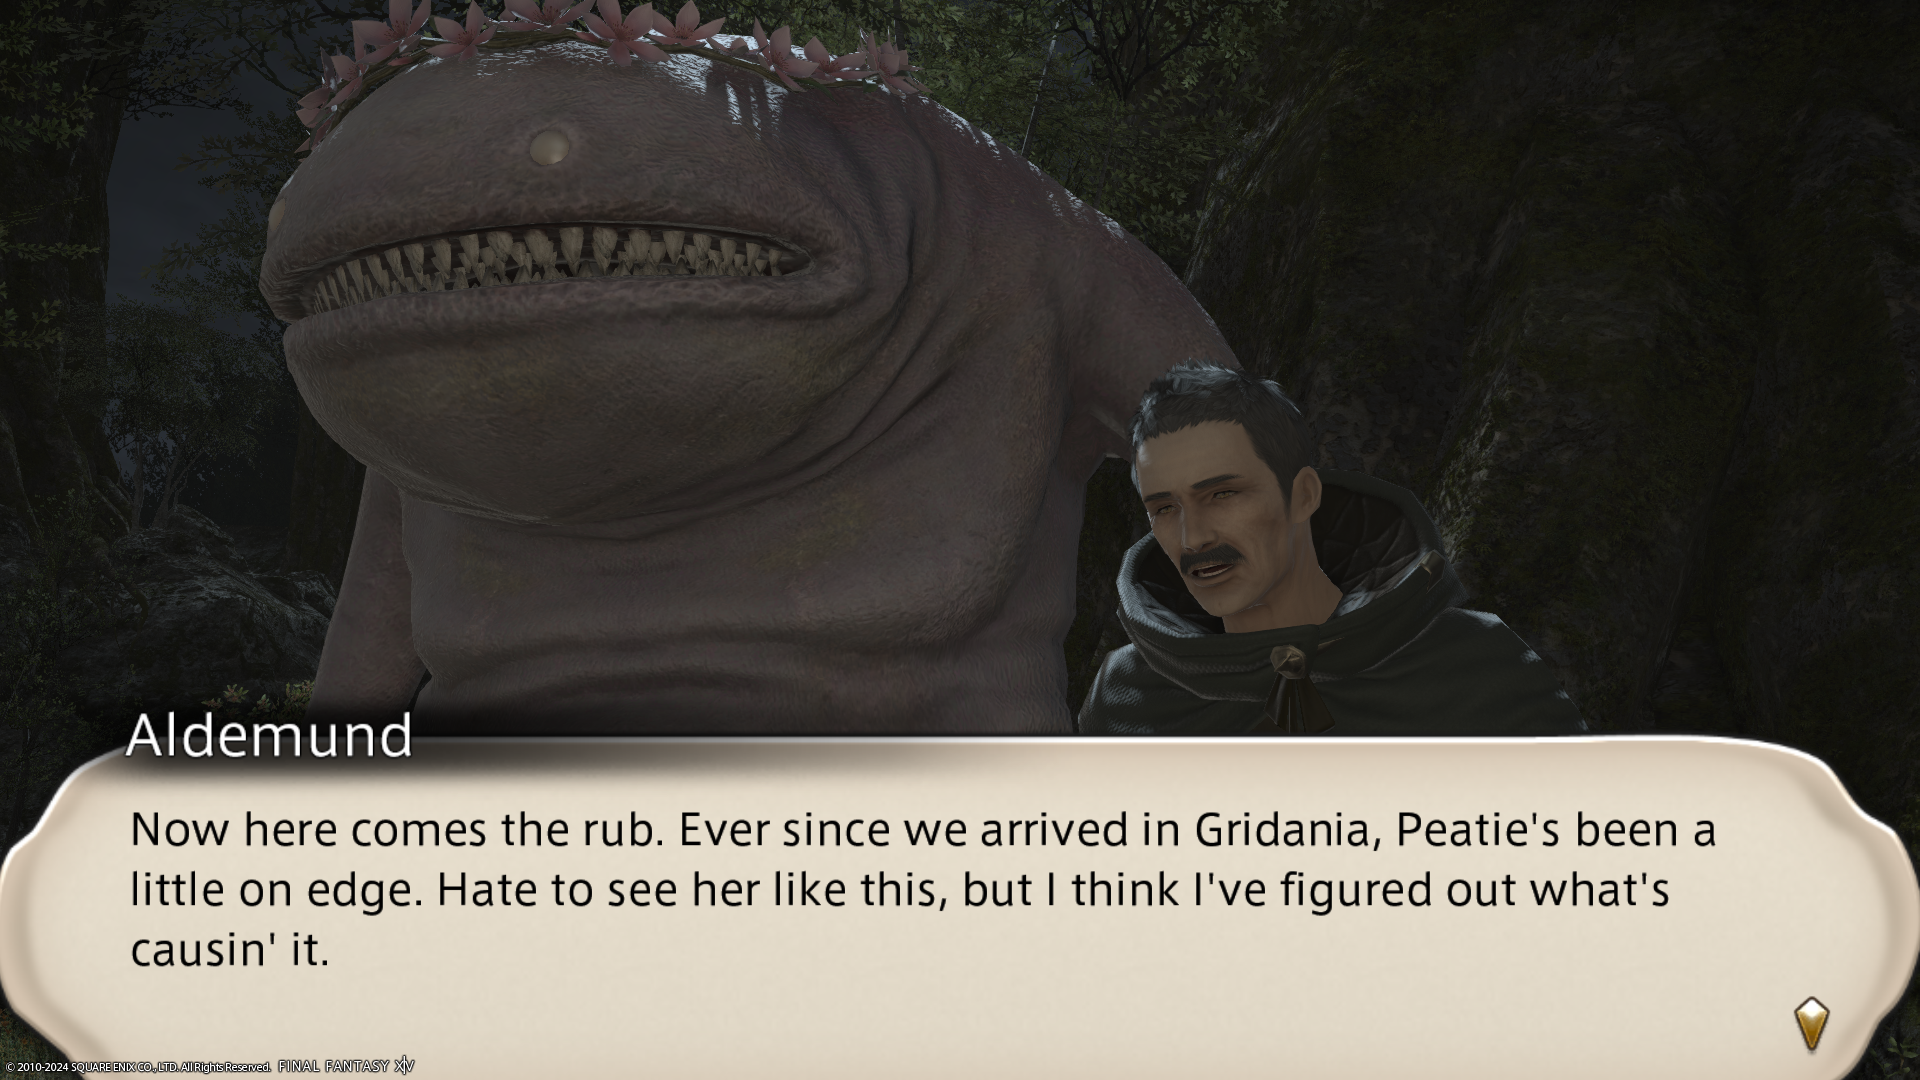 Aldemund
Now here comes the rub. Ever since we arrived in Gridania, Peatie's been a
little on edge. Hate to see her like this, but I think I've figured out what's
causin' it.
© 2010-2024 SQUARE ENIX CO., LTD. All Rights Reserved. FINAL FANTASY XIV